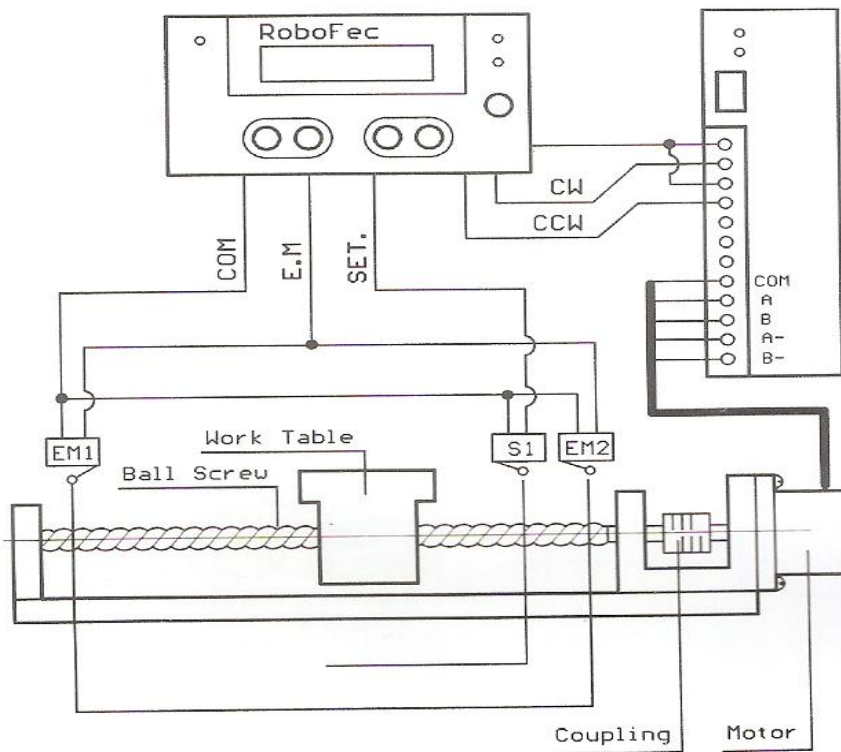 RoboFec
CW
CCW
COM
E.M
SET.
COM
A
B
A-
B-
EM1
S1
EM2
Work Table
Ball Screw
Coupling
Motor